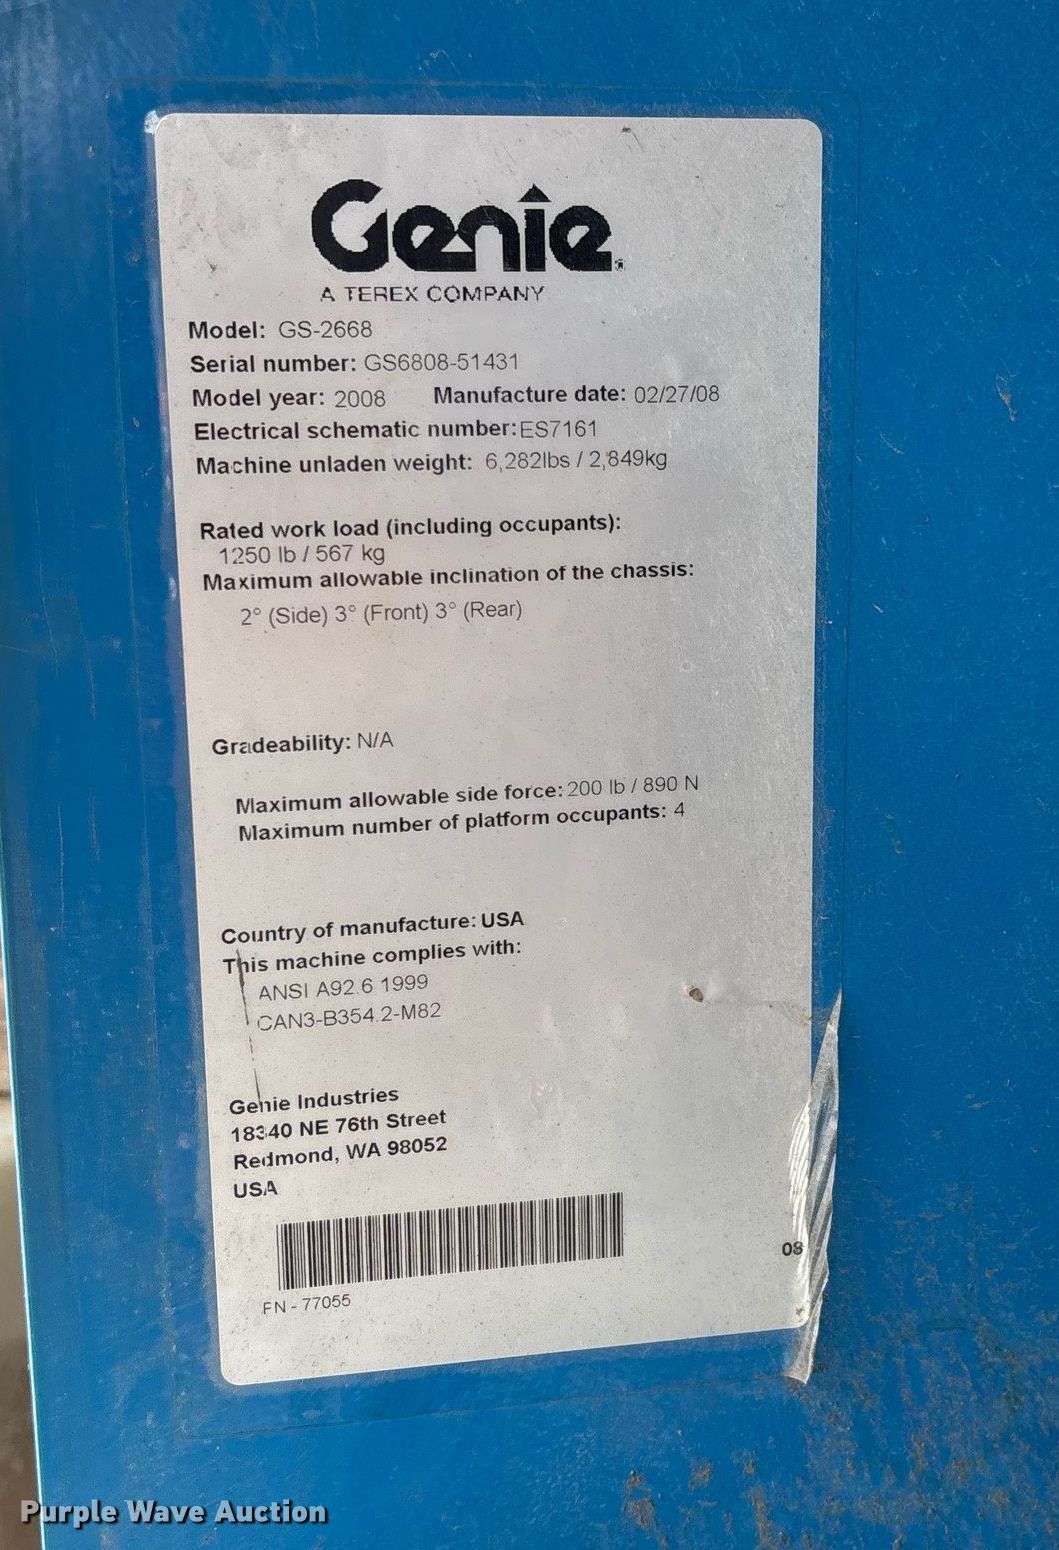 Genie®
A TEREX COMPANY
Model: GS-2668
Serial number: GS6808-51431
Model year: 2008 Manufacture date: 02/27/08
Electrical schematic number:ES7161
Machine unladen weight: 6,282lbs / 2,849kg
Rated work load (including occupants):
1250 lb / 567 kg
Maximum allowable inclination of the chassis:
2° (Side) 3° (Front) 3° (Rear)
Gradeability: N/A
Maximum allowable side force: 200 lb / 890 N
Maximum number of platform occupants: 4
Country of manufacture: USA
This machine complies with:
ANSI A92.6 1999
CAN3-B354.2-M82
Genie Industries
18340 NE 76th Street
Redmond, WA 98052
USA
PN - 77055
08
Purple Wave Auction